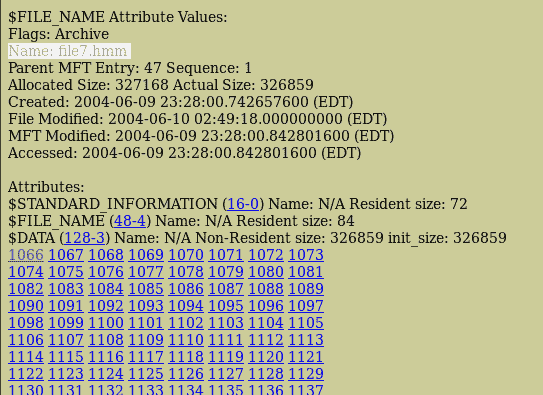 $FILE_NAME Attribute Values:
Flags: Archive
Name: file7.hmm
Parent MFT Entry: 47 Sequence: 1
Allocated Size: 327168 Actual Size: 326859
Created: 2004-06-09 23:28:00.742657600 (EDT)
File Modified: 2004-06-10 02:49:18.000000000 (EDT)
MFT Modified: 2004-06-09 23:28:00.842801600 (EDT)
Accessed: 2004-06-09 23:28:00.842801600 (EDT)
Attributes:
$STANDARD_INFORMATION (16-0) Name: N/A Resident size: 72
$FILE_NAME (48-4) Name: N/A Resident size: 84
$DATA (128-3) Name: N/A Non-Resident size: 326859 init_size: 326859
1066 1067 1068 1069 1070 1071 1072 1073
1074 1075 1076 1077 1078 1079 1080 1081
1082 1083 1084 1085 1086 1087 1088 1089
1090 1091 1092 1093 1094 1095 1096 1097
1098 1099 1100 1101 1102 1103 1104 1105
1106 1107 1108 1109 1110 1111 1112 1113
1114 1115 1116 1117 1118 1119 1120 1121
1122 1123 1124 1125 1126 1127 1128 1129
1130 1131 1132 1133 1134 1135 1136 1137